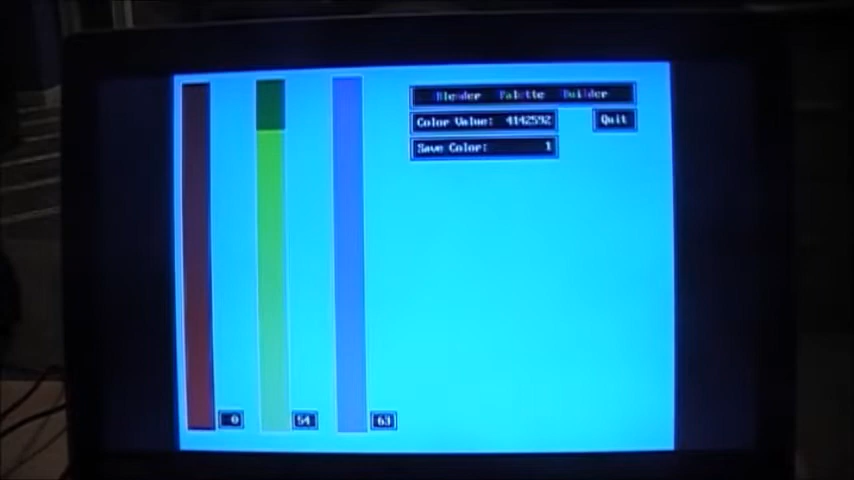 Blender Palette Builder
Color Value: 4142592
Quit
Save Color: 1
0
54
63